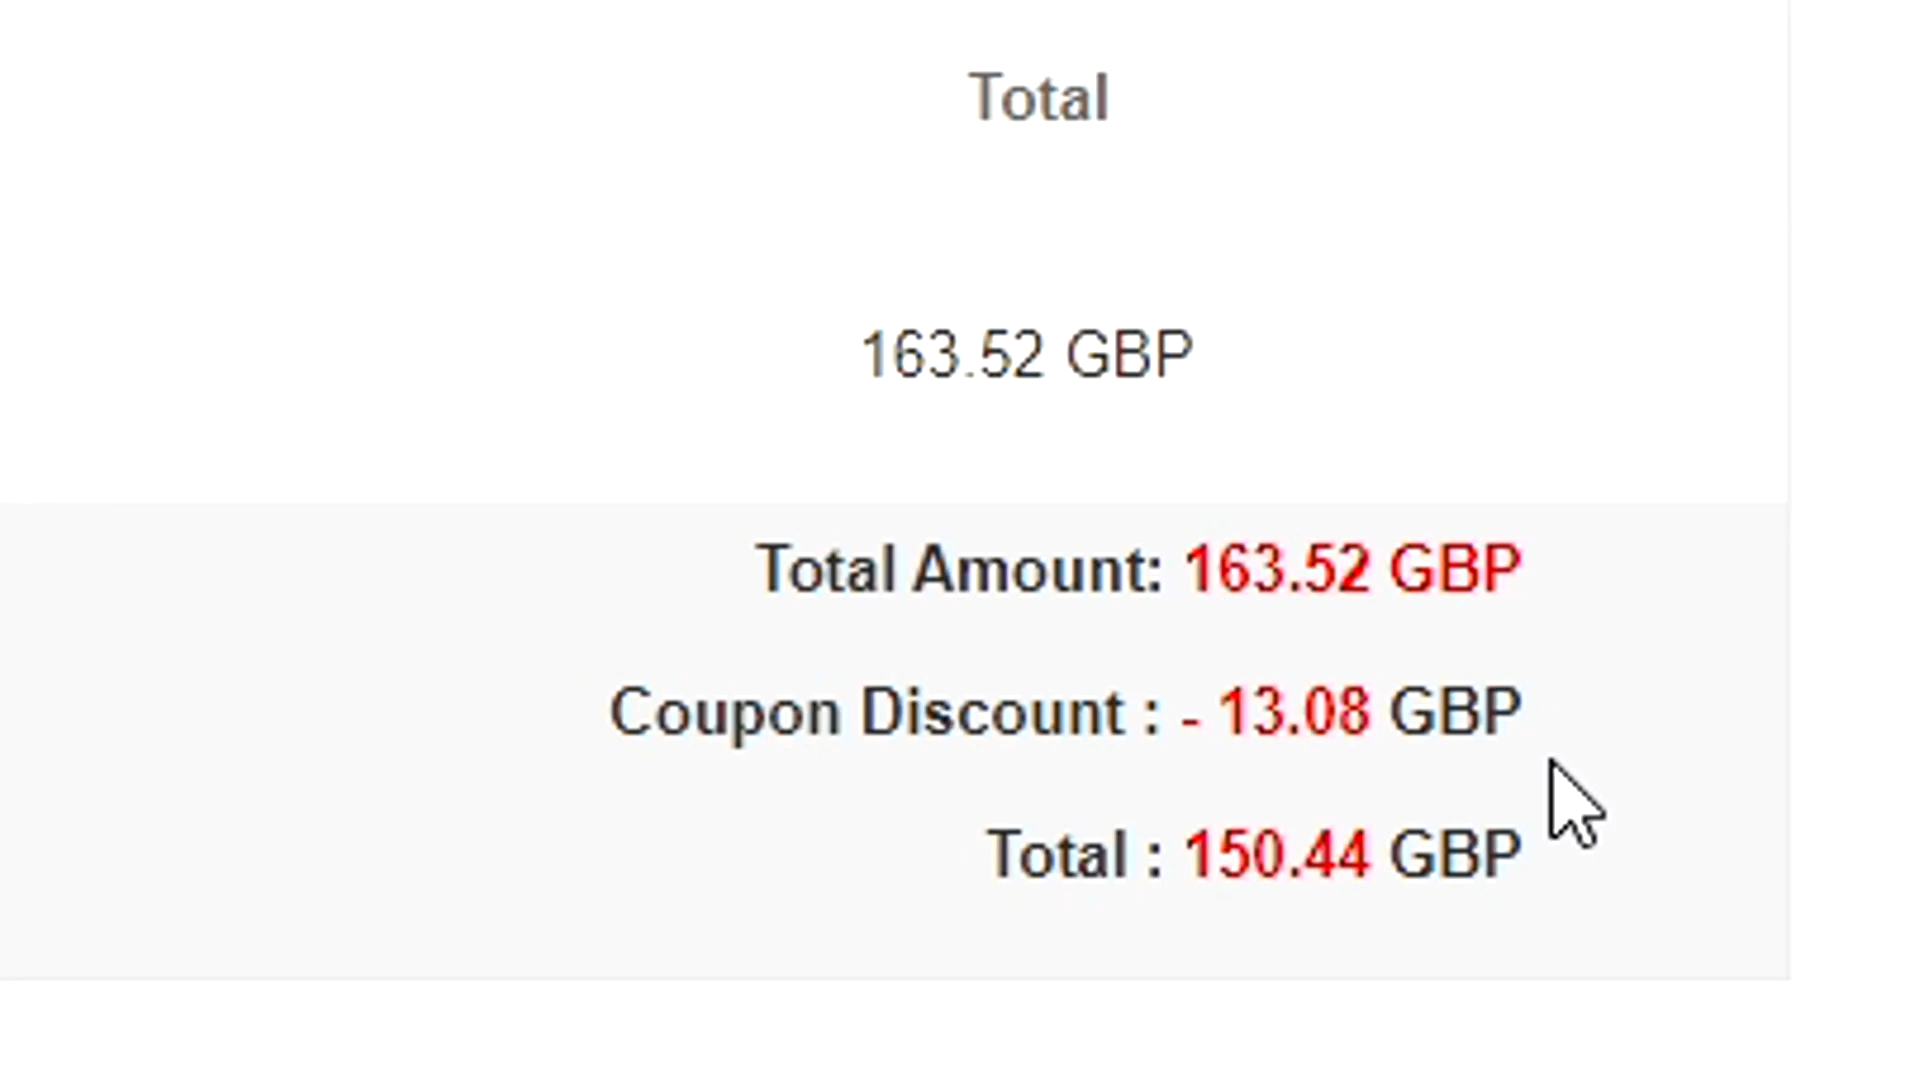 Total
163.52 GBP
Total Amount: 163.52 GBP
Coupon Discount : - 13.08 GBP
Total : 150.44 GBP